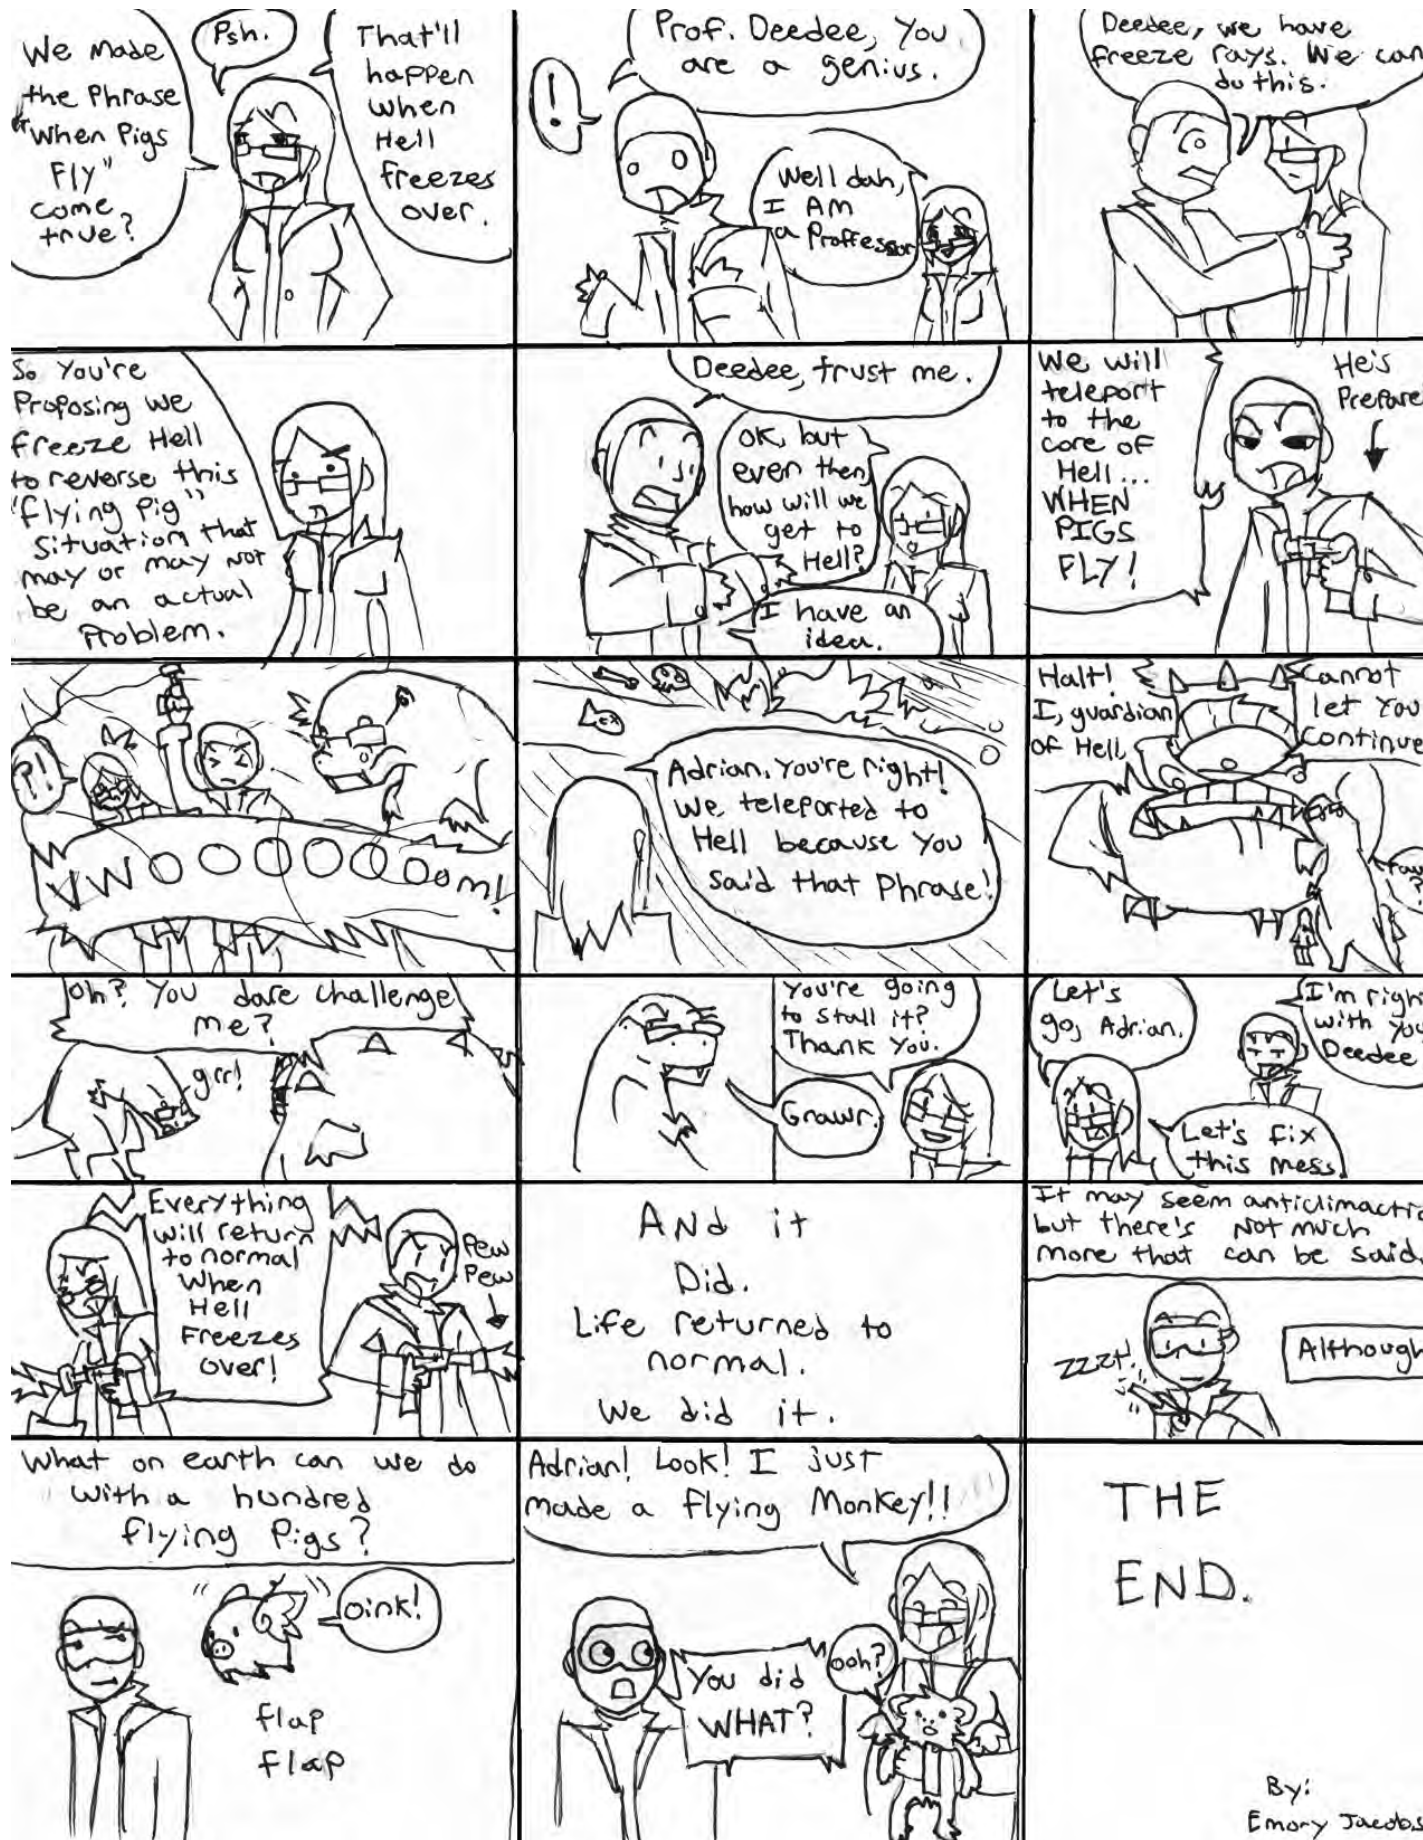 We made
the Phrase
"When Pigs
Fly"
come
true?
Psh.
That'll
happen
when
Hell
freezes
over.
!
Prof. Deedee, You
are a genius.
Well duh,
I AM
a Proffessor
Deedee, we have
freeze rays. We can
do this.
So You're
Proposing we
freeze Hell
to reverse this
"flying Pig"
Situation that
may or may not
be an actual
Problem.
Deedee, trust me.
OK, but
even then,
how will we
get to
Hell?
I have an
idea.
We will
teleport
to the
core of
Hell...
WHEN
PIGS
FLY!
He's
Prepare
?!
VWOOOOOOom!
Adrian, You're right!
We teleported to
Hell because you
said that Phrase!
Halt!
I, guardian
of Hell,
Cannot
let You
Continue
Oh? You dare challenge
me?
grr!
You're going
to stall it?
Thank You.
Grawr.
Let's
go, Adrian.
I'm right
with you
Deedee
Let's fix
this mess.
Everything
will return
to normal
When
Hell
Freezes
over!
Pew
Pew
And it
Did.
Life returned to
normal.
We did it.
It may seem anticlimactic
but there's Not much
more that can be said.
zzzt!
Although
What on earth can we do
with a hundred
flying Pigs?
oink!
flap
flap
Adrian! Look! I just
made a flying Monkey!!
You did
WHAT?
ooh?
THE
END.
By:
Emory Jacobs